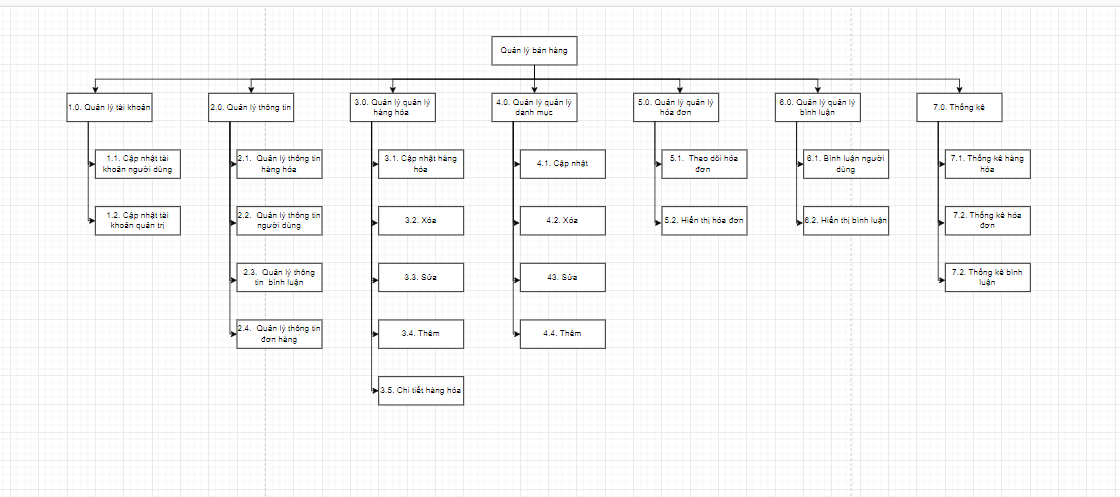 Quản lý bán hàng
1.0. Quản lý tài khoản
2.0. Quản lý thông tin
3.0. Quản lý quản lý
hàng hóa
4.0. Quản lý quản lý
danh mục
5.0. Quản lý quản lý
hóa đơn
6.0. Quản lý quản lý
bình luận
7.0. Thống kê
1.1. Cập nhật tài
khoản người dùng
1.2. Cập nhật tài
khoản quản trị
2.1. Quản lý thông tin
hàng hóa
2.2. Quản lý thông tin
người dùng
2.3. Quản lý thông
tin bình luận
2.4. Quản lý thông tin
đơn hàng
3.1. Cập nhật hàng
hóa
3.2. Xóa
3.3. Sửa
3.4. Thêm
3.5. Chi tiết hàng hóa
4.1. Cập nhật
4.2. Xóa
43. Sửa
4.4. Thêm
5.1. Theo dõi hóa
đơn
5.2. Hiển thị hóa đơn
6.1. Bình luận người
dùng
6.2. Hiển thị bình luận
7.1. Thống kê hàng
hóa
7.2. Thống kê hóa
đơn
7.2. Thống kê bình
luận